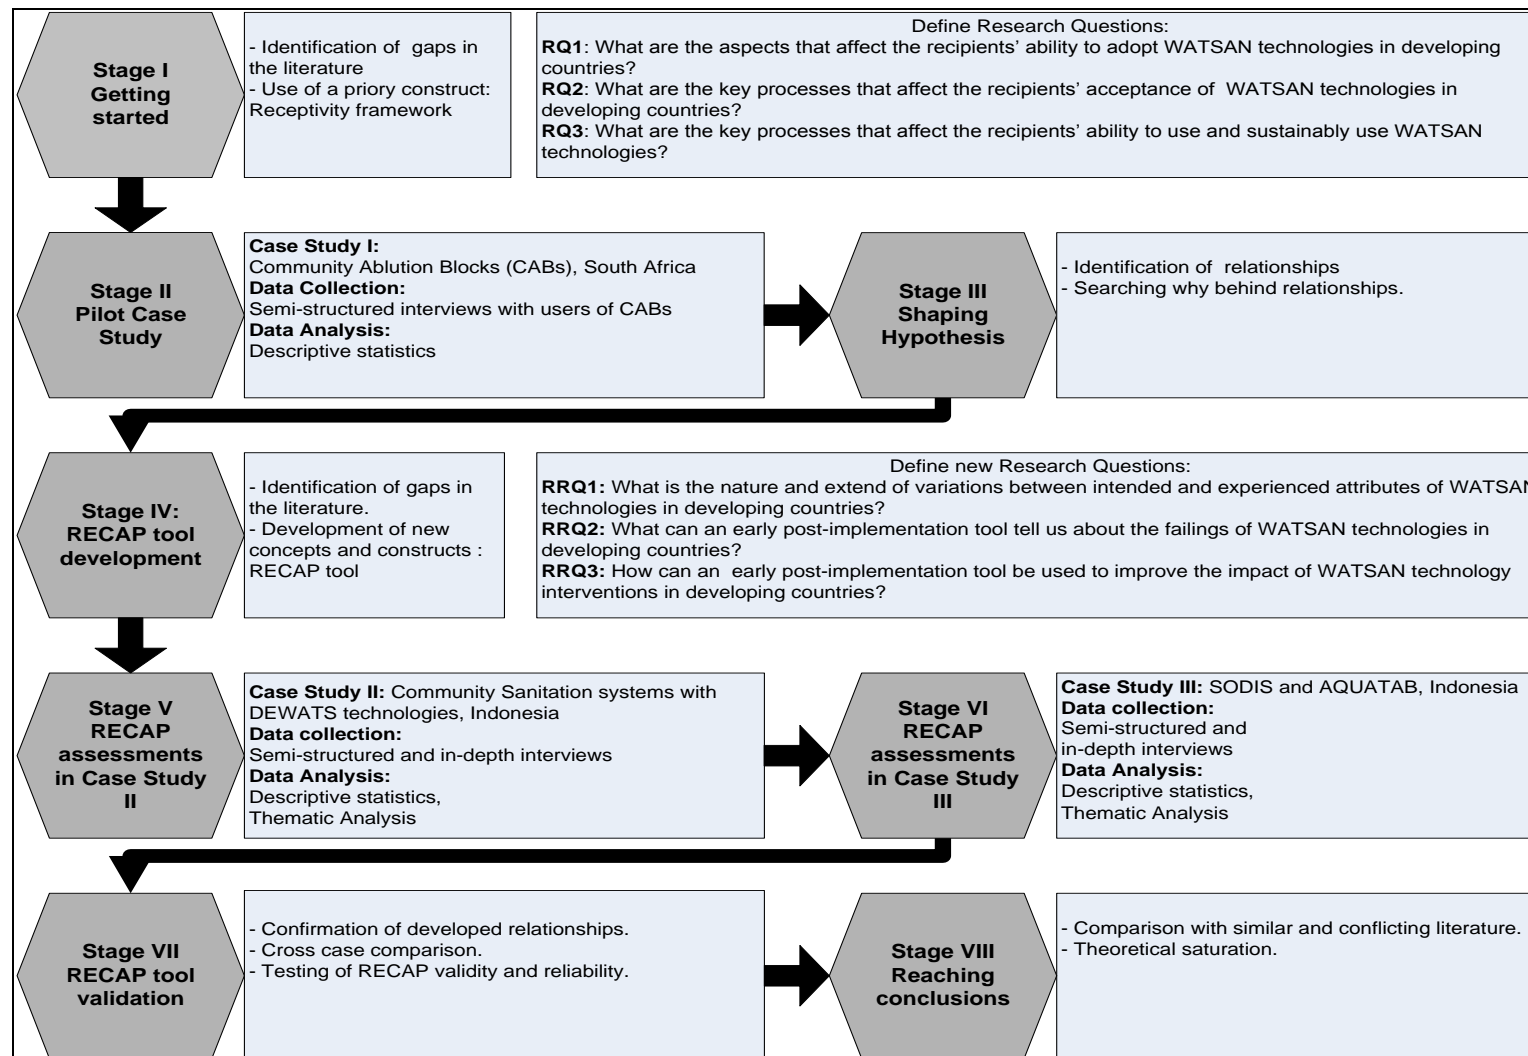 Stage I
Getting
started
- Identification of gaps in
the literature
- Use of a priory construct:
Receptivity framework
Define Research Questions:
RQ1: What are the aspects that affect the recipients' ability to adopt WATSAN technologies in developing
countries?
RQ2: What are the key processes that affect the recipients' acceptance of WATSAN technologies in
developing countries?
RQ3: What are the key processes that affect the recipients' ability to use and sustainably use WATSAN
technologies?
Stage II
Pilot Case
Study
Case Study I:
Community Ablution Blocks (CABs), South Africa
Data Collection:
Semi-structured interviews with users of CABs
Data Analysis:
Descriptive statistics
Stage III
Shaping
Hypothesis
- Identification of relationships
- Searching why behind relationships.
Stage IV:
RECAP tool
development
- Identification of gaps in
the literature.
- Development of new
concepts and constructs :
RECAP tool
Define new Research Questions:
RRQ1: What is the nature and extend of variations between intended and experienced attributes of WATSAN
technologies in developing countries?
RRQ2: What can an early post-implementation tool tell us about the failings of WATSAN technologies in
developing countries?
RRQ3: How can an early post-implementation tool be used to improve the impact of WATSAN technology
interventions in developing countries?
Stage V
RECAP
assessments
in Case Study
II
Case Study II: Community Sanitation systems with
DEWATS technologies, Indonesia
Data collection:
Semi-structured and in-depth interviews
Data Analysis:
Descriptive statistics,
Thematic Analysis
Stage VI
RECAP
assessments
in Case Study
III
Case Study III: SODIS and AQUATAB, Indonesia
Data collection:
Semi-structured and
in-depth interviews
Data Analysis:
Descriptive statistics,
Thematic Analysis
Stage VII
RECAP tool
validation
- Confirmation of developed relationships.
- Cross case comparison.
- Testing of RECAP validity and reliability.
Stage VIII
Reaching
conclusions
- Comparison with similar and conflicting literature.
- Theoretical saturation.